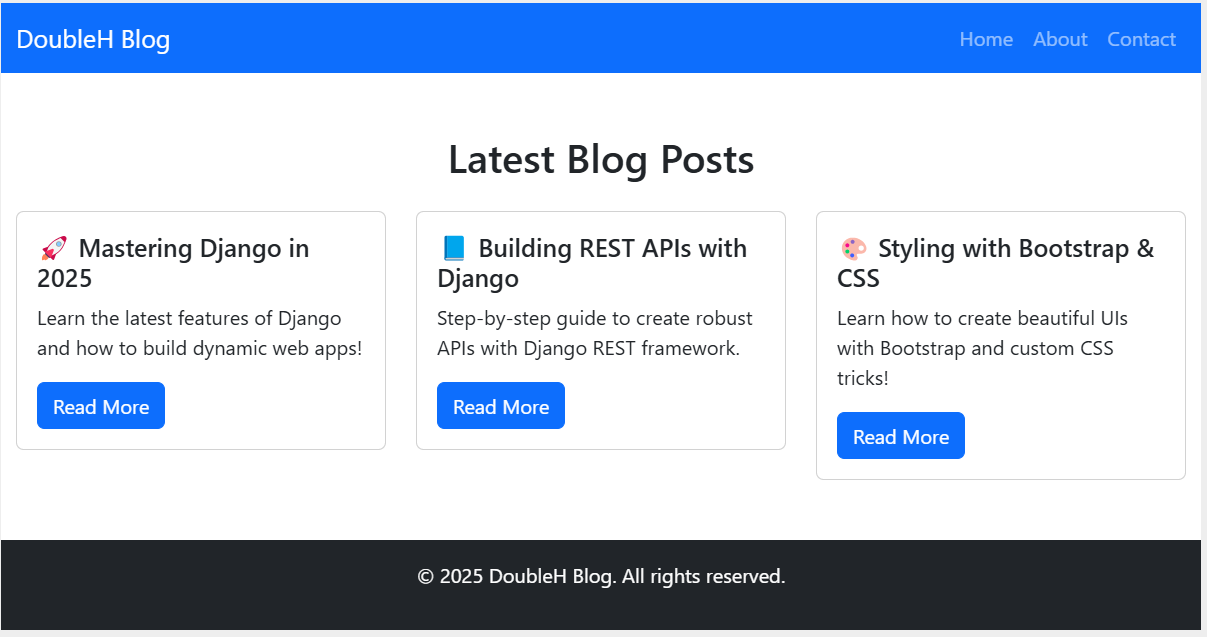 DoubleH Blog
Home About Contact
Latest Blog Posts
🚀 Mastering Django in
2025
Learn the latest features of Django
and how to build dynamic web apps!
Read More
📘 Building REST APIs with
Django
Step-by-step guide to create robust
APIs with Django REST framework.
Read More
🎨 Styling with Bootstrap &
CSS
Learn how to create beautiful UIs
with Bootstrap and custom CSS
tricks!
Read More
© 2025 DoubleH Blog. All rights reserved.